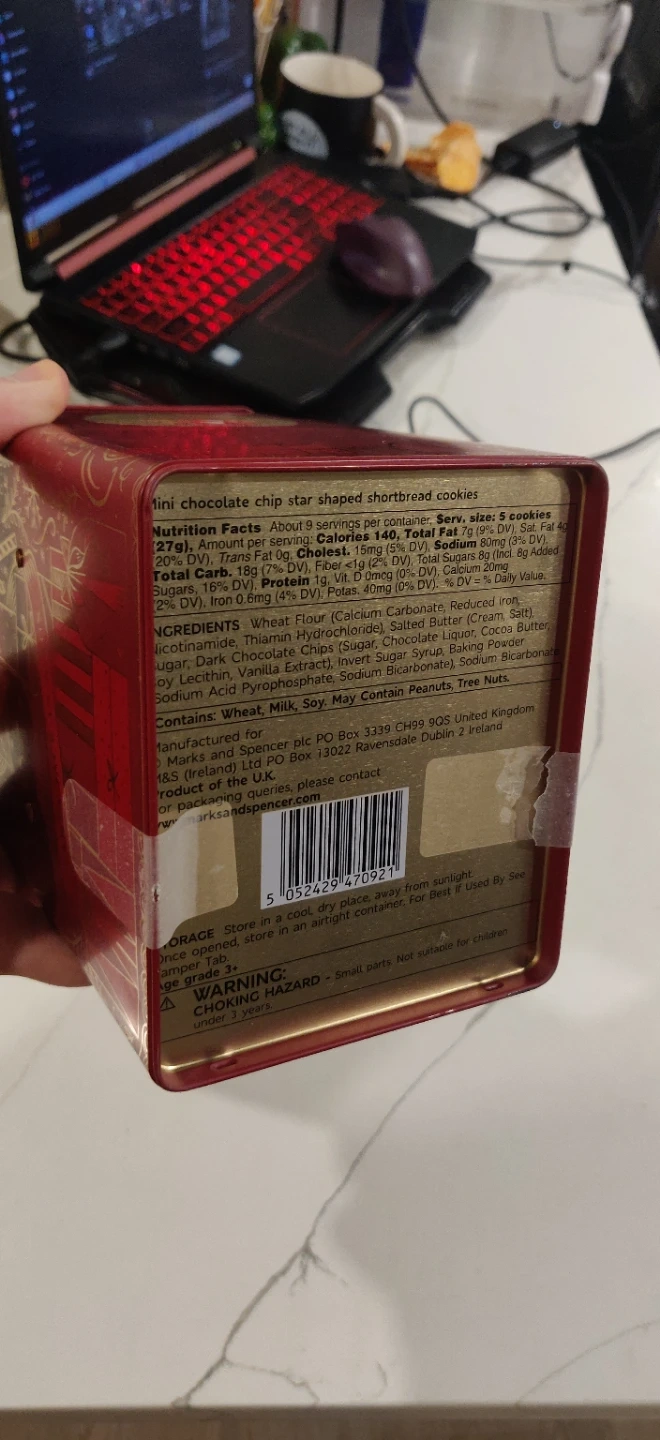 ini chocolate chip star shaped shortbread cookies
Nutrition Facts About 9 servings per container, Serv. size: 5 cookies
(27g), Amount per serving: Calories 140, Total Fat 7g (9% DV), Sat. Fat 4g
20% DV), Trans Fat 0g, Cholest. 15mg (5% DV), Sodium 80mg (3% DV),
Total Carb. 18g (7% DV), Fiber <1g (2% DV), Total Sugars 8g (Incl. 8g Added
Sugars, 16% DV), Protein 1g, Vit. D 0mcg (0% DV), Calcium 20mg
(2% DV), Iron 0.6mg (4% DV), Potas. 40mg (0% DV). % DV = % Daily Value.
NGREDIENTS Wheat Flour (Calcium Carbonate, Reduced Iron,
Nicotinamide, Thiamin Hydrochloride), Salted Butter (Cream, Salt),
ugar, Dark Chocolate Chips (Sugar, Chocolate Liquor, Cocoa Butter,
oy Lecithin, Vanilla Extract), Invert Sugar Syrup, Baking Powder
Sodium Acid Pyrophosphate, Sodium Bicarbonate), Sodium Bicarbonate
Contains: Wheat, Milk, Soy. May Contain Peanuts, Tree Nuts.
Manufactured for
Marks and Spencer plc PO Box 3339 CH99 9QS United Kingdom
M&S (Ireland) Ltd PO Box 13022 Ravensdale Dublin 2 Ireland
Product of the U.K.
or packaging queries, please contact
www.marksandspencer.com
5 052429 470921
TORAGE Store in a cool, dry place, away from sunlight.
Once opened, store in an airtight container. For Best If Used By See
amper Tab.
Age grade 3+
WARNING:
CHOKING HAZARD - Small parts. Not suitable for children
under 3 years.